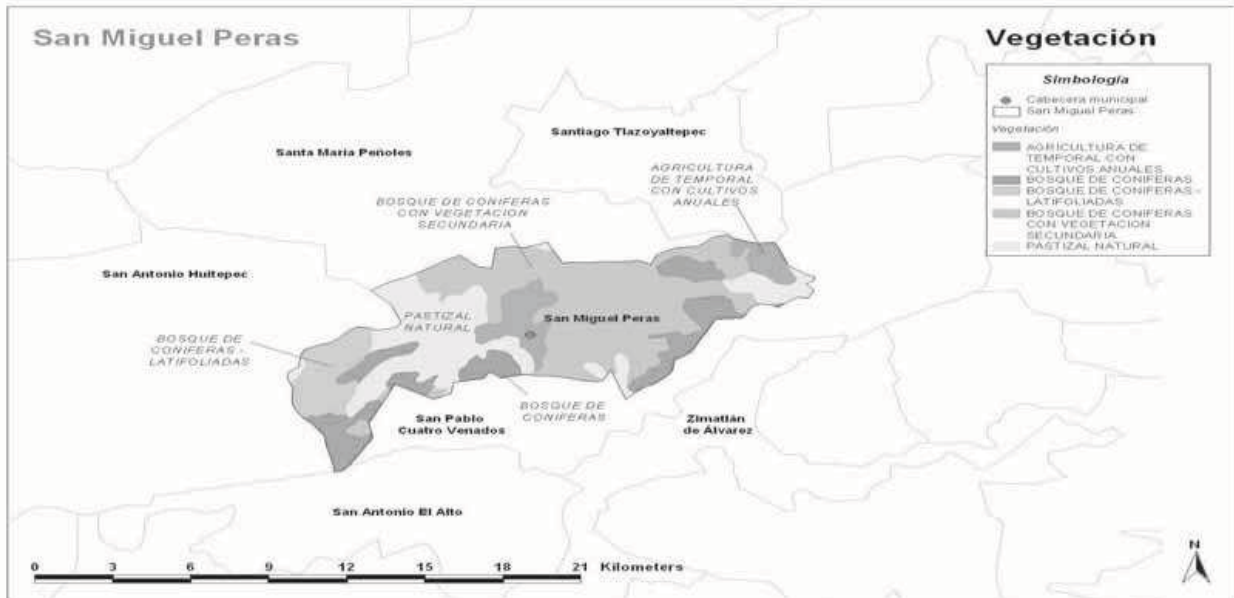 San Miguel Peras
Vegetación
Simbología
Cabecera municipal
San Miguel Peras
Vegetación
AGRICULTURA DE
TEMPORAL CON
CULTIVOS ANUALES
BOSQUE DE CONIFERAS
BOSQUE DE CONIFERAS -
LATIFOLIADAS
BOSQUE DE CONIFERAS
CON VEGETACION
SECUNDARIA
PASTIZAL NATURAL
Santiago Tlazoyaltepec
Santa Maria Peñoles
AGRICULTURA
DE TEMPORAL
CON CULTIVOS
ANUALES
BOSQUE DE CONIFERAS
CON VEGETACION
SECUNDARIA
San Antonio Huitepec
PASTIZAL
NATURAL
San Miguel Peras
BOSQUE DE
CONIFERAS -
LATIFOLIADAS
BOSQUE DE
CONIFERAS
San Pablo
Cuatro Venados
Zimatlán
de Álvarez
San Antonio El Alto
0 3 6 9 12 15 18 21 Kilometers
N